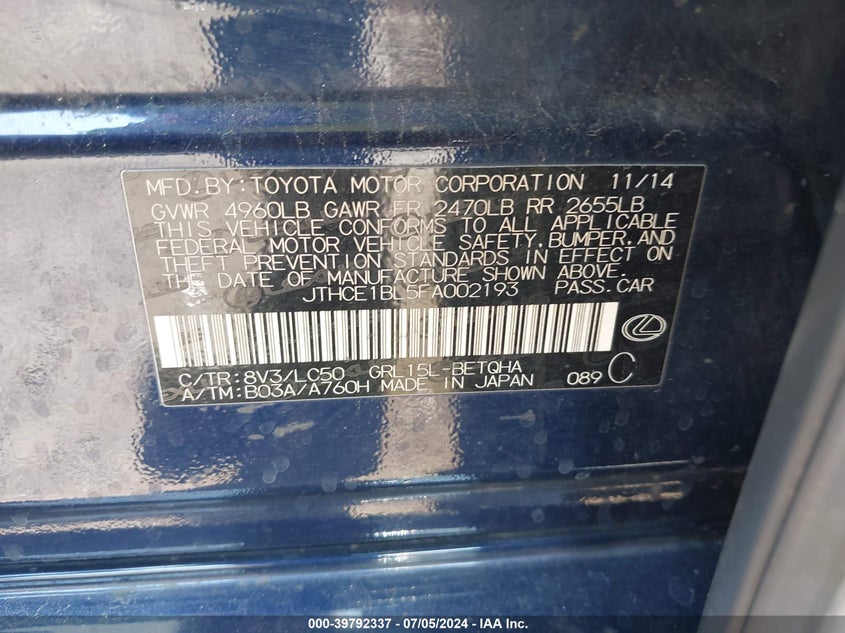 MFD.BY:TOYOTA MOTOR CORPORATION 11/14
GVWR 4960LB GAWR FR 2470LB RR 2655LB
THIS VEHICLE CONFORMS TO ALL APPLICABLE
FEDERAL MOTOR VEHICLE SAFETY,BUMPER,AND
THEFT PREVENTION STANDARDS IN EFFECT ON
THE DATE OF MANUFACTURE SHOWN ABOVE.
JTHCE1BL5FA002193 PASS.CAR
C/TR:8V3/LC50 GRL15L-BETQHA
A/TM:B03A/A760H MADE IN JAPAN 089 C
000-39792337 - 07/05/2024 - IAA Inc.